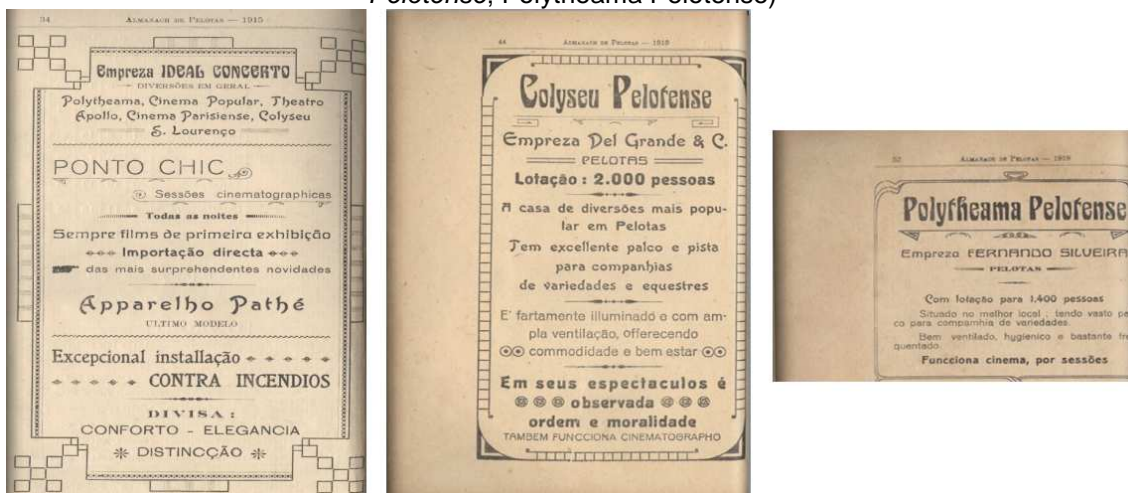 Pelotense, Polytheama Pelotense)
34 ALMANACH DE PELOTAS — 1915
Empreza IDEAL CONCERTO
DIVERSÕES EM GERAL
Polytheama, Cinema Popular, Theatro
Apollo, Cinema Parisiense, Colyseu
S. Lourenço
PONTO CHIC
Sessões cinematographicas
Todas as noites
Sempre films de primeira exhibição
Importação directa
das mais surprehendentes novidades
Apparelho Pathé
ULTIMO MODELO
Excepcional installação
CONTRA INCENDIOS
DIVISA :
CONFORTO - ELEGANCIA
DISTINCÇÃO
44 ALMANACH DE PELOTAS — 1919
Colyseu Pelotense
Empreza Del Grande & C.
PELOTAS
Lotação : 2.000 pessoas
A casa de diversões mais popu-
lar em Pelotas
Tem excellente palco e pista
para companhias
de variedades e equestres
E' fartamente illuminado e com am-
pla ventilação, offerecendo
commodidade e bem estar
Em seus espectaculos é
observada
ordem e moralidade
TAMBEM FUNCCIONA CINEMATOGRAPHO
52 ALMANACH DE PELOTAS — 1919
Polytheama Pelotense
Empreza FERNANDO SILVEIRA
PELOTAS
Com lotação para 1.400 pessoas
Situado no melhor local ; tendo vasto pal
co para companhia de variedades.
Bem ventilado, hygienico e bastante fre
quentado.
Funcciona cinema, por sessões